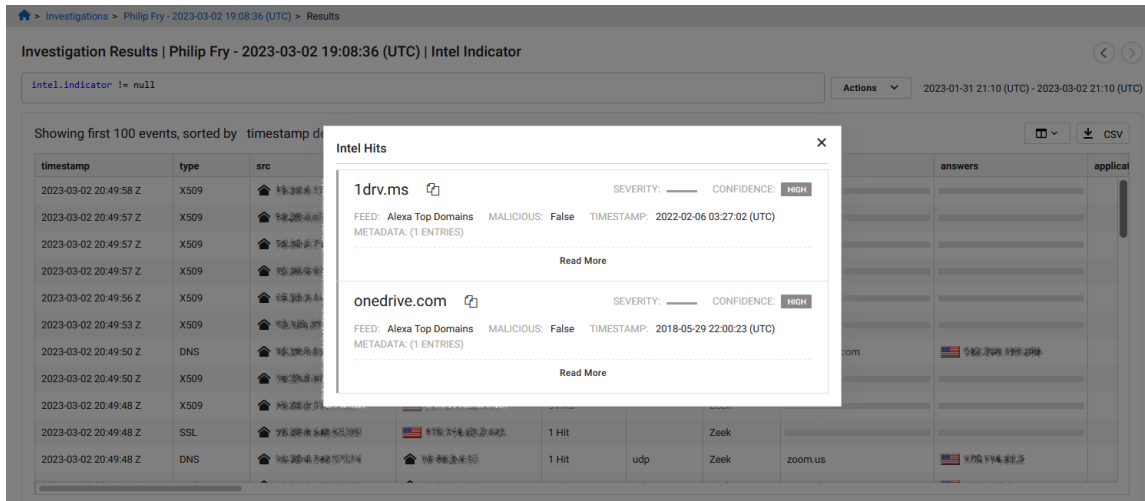 > Investigations > Philip Fry - 2023-03-02 19:08:36 (UTC) > Results
Investigation Results | Philip Fry - 2023-03-02 19:08:36 (UTC) | Intel Indicator
intel.indicator != null
Actions
2023-01-31 21:10 (UTC) - 2023-03-02 21:10 (UTC)
Showing first 100 events, sorted by timestamp
CSV
timestamp type src answers
2023-03-02 20:49:58 Z X509
2023-03-02 20:49:57 Z X509
2023-03-02 20:49:57 Z X509
2023-03-02 20:49:57 Z X509
2023-03-02 20:49:56 Z X509
2023-03-02 20:49:53 Z X509
2023-03-02 20:49:50 Z DNS
2023-03-02 20:49:50 Z X509
2023-03-02 20:49:48 Z X509
2023-03-02 20:49:48 Z SSL 1 Hit Zeek
2023-03-02 20:49:48 Z DNS 1 Hit udp Zeek zoom.us
Intel Hits
1drv.ms SEVERITY: CONFIDENCE: HIGH
FEED: Alexa Top Domains MALICIOUS: False TIMESTAMP: 2022-02-06 03:27:02 (UTC)
METADATA: (1 ENTRIES)
Read More
onedrive.com SEVERITY: CONFIDENCE: HIGH
FEED: Alexa Top Domains MALICIOUS: False TIMESTAMP: 2018-05-29 22:00:23 (UTC)
METADATA: (1 ENTRIES)
Read More